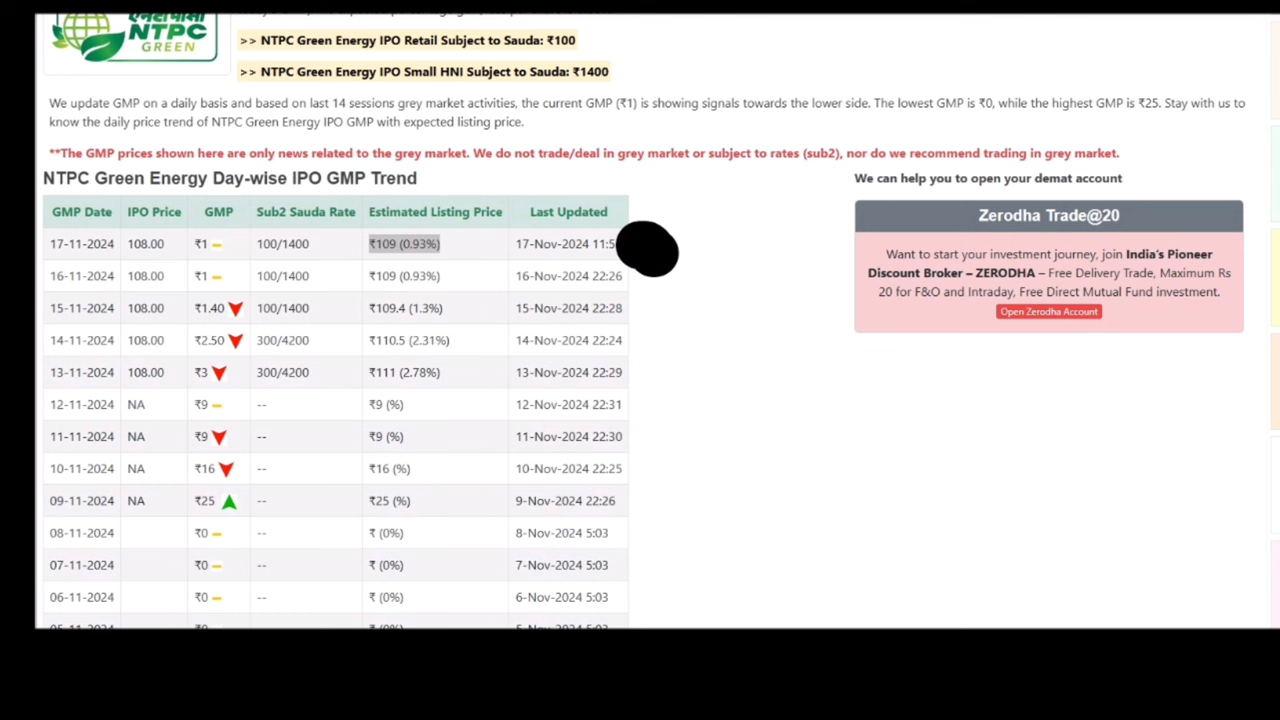 एनटीपीसी
NTPC
GREEN
>> NTPC Green Energy IPO Retail Subject to Sauda: ₹100
>> NTPC Green Energy IPO Small HNI Subject to Sauda: ₹1400
We update GMP on a daily basis and based on last 14 sessions grey market activities, the current GMP (₹1) is showing signals towards the lower side. The lowest GMP is ₹0, while the highest GMP is ₹25. Stay with us to
know the daily price trend of NTPC Green Energy IPO GMP with expected listing price.
**The GMP prices shown here are only news related to the grey market. We do not trade/deal in grey market or subject to rates (sub2), nor do we recommend trading in grey market.
NTPC Green Energy Day-wise IPO GMP Trend
GMP Date IPO Price GMP Sub2 Sauda Rate Estimated Listing Price Last Updated
17-11-2024 108.00 ₹1 100/1400 ₹109 (0.93%) 17-Nov-2024
16-11-2024 108.00 ₹1 100/1400 ₹109 (0.93%) 16-Nov-2024 22:26
15-11-2024 108.00 ₹1.40 100/1400 ₹109.4 (1.3%) 15-Nov-2024 22:28
14-11-2024 108.00 ₹2.50 300/4200 ₹110.5 (2.31%) 14-Nov-2024 22:24
13-11-2024 108.00 ₹3 300/4200 ₹111 (2.78%) 13-Nov-2024 22:29
12-11-2024 NA ₹9 -- ₹9 (%) 12-Nov-2024 22:31
11-11-2024 NA ₹9 -- ₹9 (%) 11-Nov-2024 22:30
10-11-2024 NA ₹16 -- ₹16 (%) 10-Nov-2024 22:25
09-11-2024 NA ₹25 -- ₹25 (%) 9-Nov-2024 22:26
08-11-2024 ₹0 -- ₹ (0%) 8-Nov-2024 5:03
07-11-2024 ₹0 -- ₹ (0%) 7-Nov-2024 5:03
06-11-2024 ₹0 -- ₹ (0%) 6-Nov-2024 5:03
We can help you to open your demat account
Zerodha Trade@20
Want to start your investment journey, join India's Pioneer
Discount Broker – ZERODHA – Free Delivery Trade, Maximum Rs
20 for F&O and Intraday, Free Direct Mutual Fund investment.
Open Zerodha Account